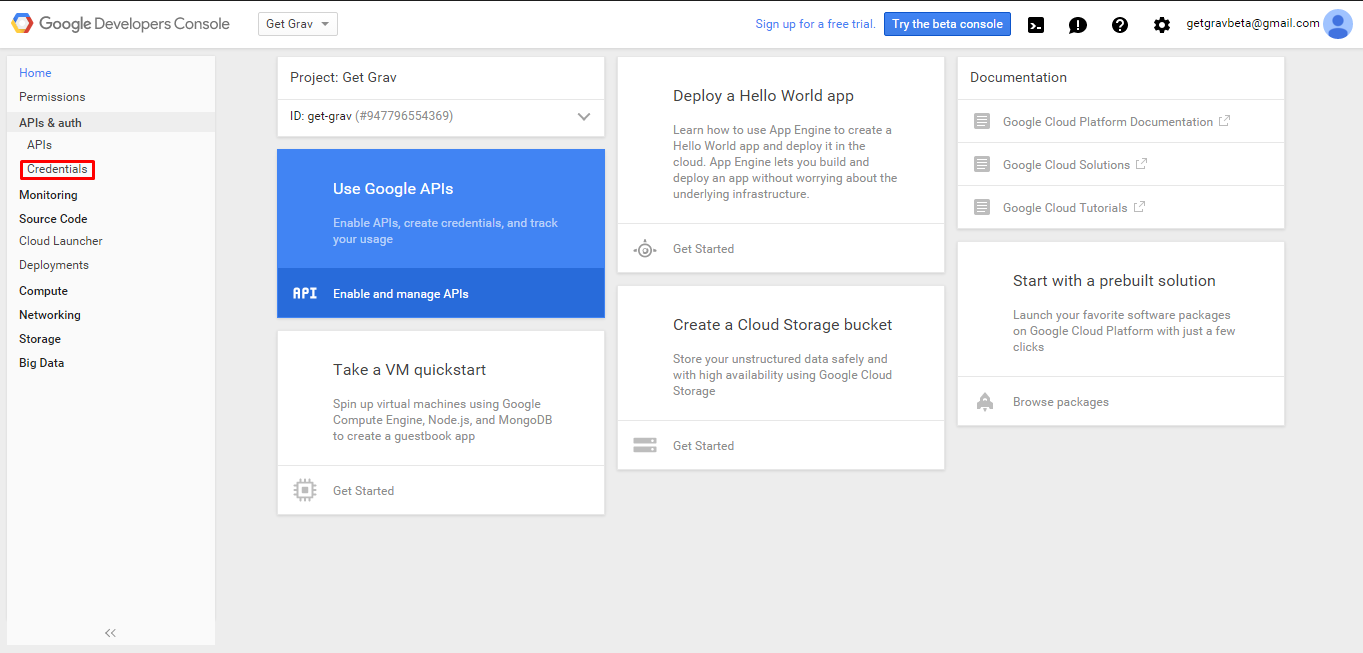 Google Developers Console
Get Grav
Sign up for a free trial.
Try the beta console
getgravbeta@gmail.com
Home
Permissions
APIs & auth
APIs
Credentials
Monitoring
Source Code
Cloud Launcher
Deployments
Compute
Networking
Storage
Big Data
Project: Get Grav
ID: get-grav (#947796554369)
Use Google APIs
Enable APIs, create credentials, and track
your usage
API Enable and manage APIs
Take a VM quickstart
Spin up virtual machines using Google
Compute Engine, Node.js, and MongoDB
to create a guestbook app
Get Started
Deploy a Hello World app
Learn how to use App Engine to create a
Hello World app and deploy it in the
cloud. App Engine lets you build and
deploy an app without worrying about the
underlying infrastructure.
Get Started
Create a Cloud Storage bucket
Store your unstructured data safely and
with high availability using Google Cloud
Storage
Get Started
Documentation
Google Cloud Platform Documentation
Google Cloud Solutions
Google Cloud Tutorials
Start with a prebuilt solution
Launch your favorite software packages
on Google Cloud Platform with just a few
clicks
Browse packages